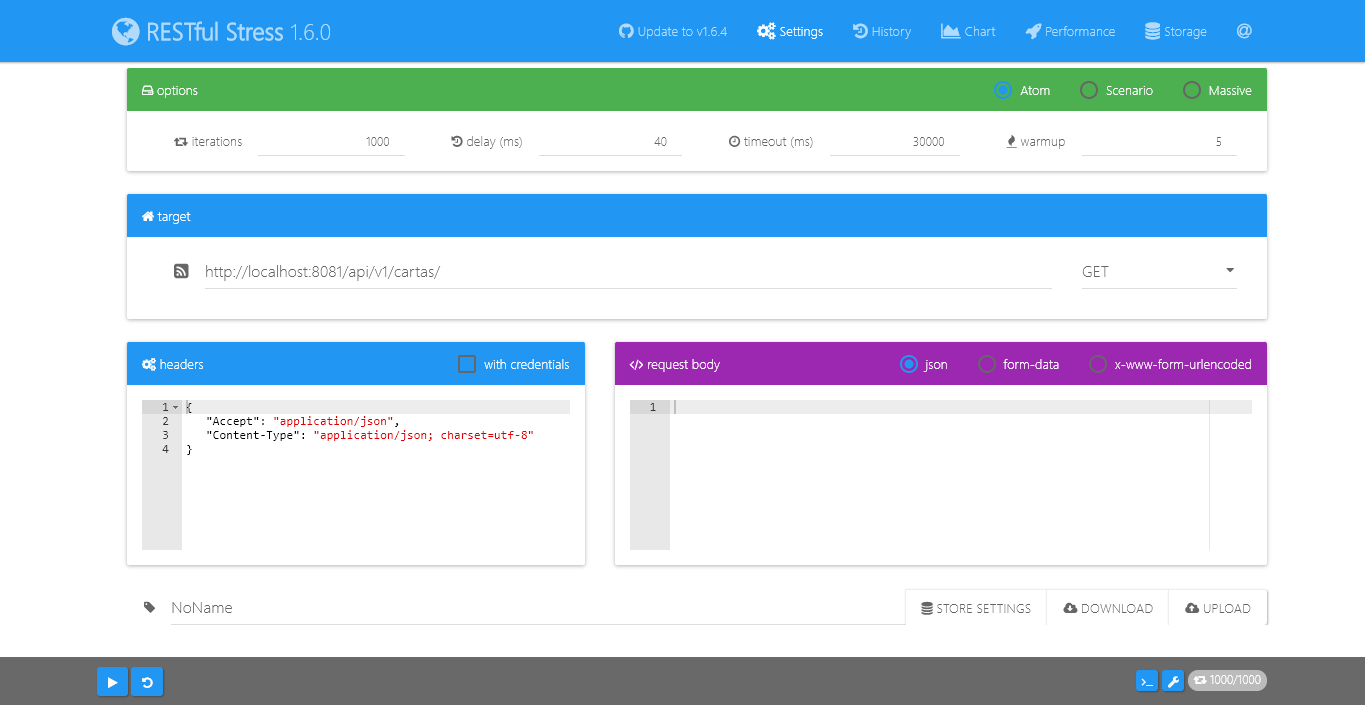 RESTful Stress 1.6.0 Update to v1.6.4 Settings History Chart Performance Storage @
options Atom Scenario Massive
iterations 1000 delay (ms) 40 timeout (ms) 30000 warmup 5
target
http://localhost:8081/api/v1/cartas/ GET
headers with credentials
1 {
2 "Accept": "application/json",
3 "Content-Type": "application/json; charset=utf-8"
4 }
</> request body json form-data x-www-form-urlencoded
1
NoName STORE SETTINGS DOWNLOAD UPLOAD
>_ 1000/1000